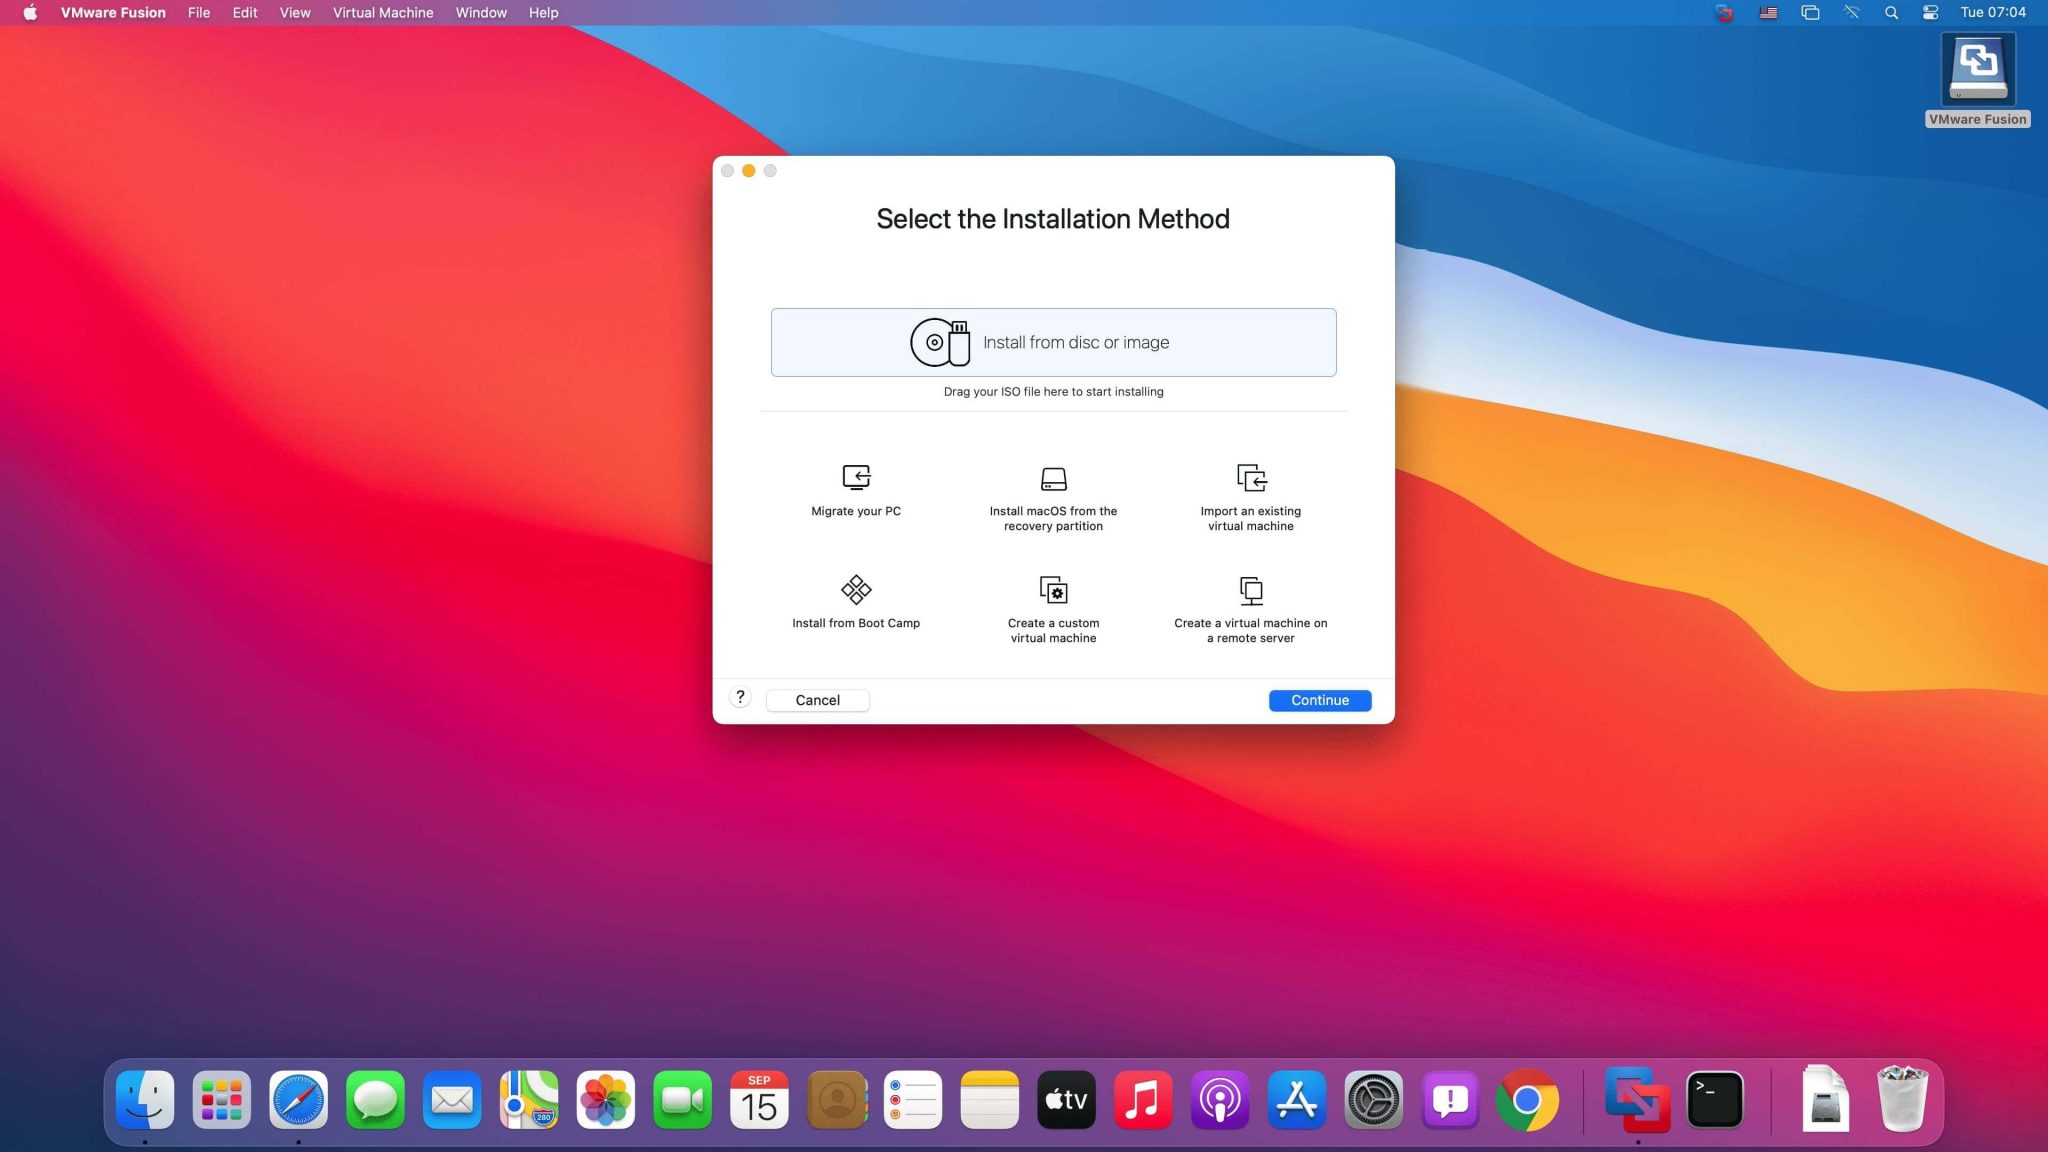 VMware Fusion File Edit View Virtual Machine Window Help Tue 07:04
VMware Fusion
Select the Installation Method
Install from disc or image
Drag your ISO file here to start installing
Migrate your PC
Install macOS from the
recovery partition
Import an existing
virtual machine
Install from Boot Camp
Create a custom
virtual machine
Create a virtual machine on
a remote server
? Cancel Continue
280
SEP
15
tv
>_